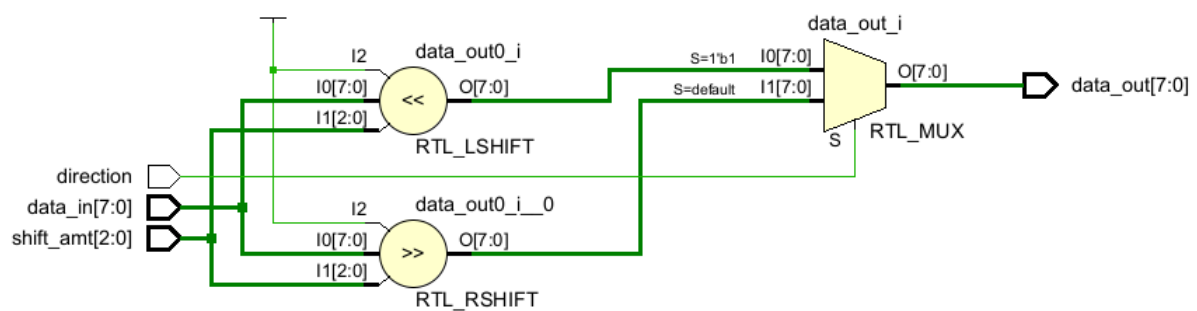 data_out_i
I2
data_out0_i
S=1'b1
I0[7:0]
I0[7:0]
<<
O[7:0]
O[7:0]
data_out[7:0]
S=default
I1[7:0]
I1[2:0]
RTL_LSHIFT
S
RTL_MUX
direction
data_in[7:0]
I2
data_out0_i__0
shift_amt[2:0]
I0[7:0]
>>
O[7:0]
I1[2:0]
RTL_RSHIFT